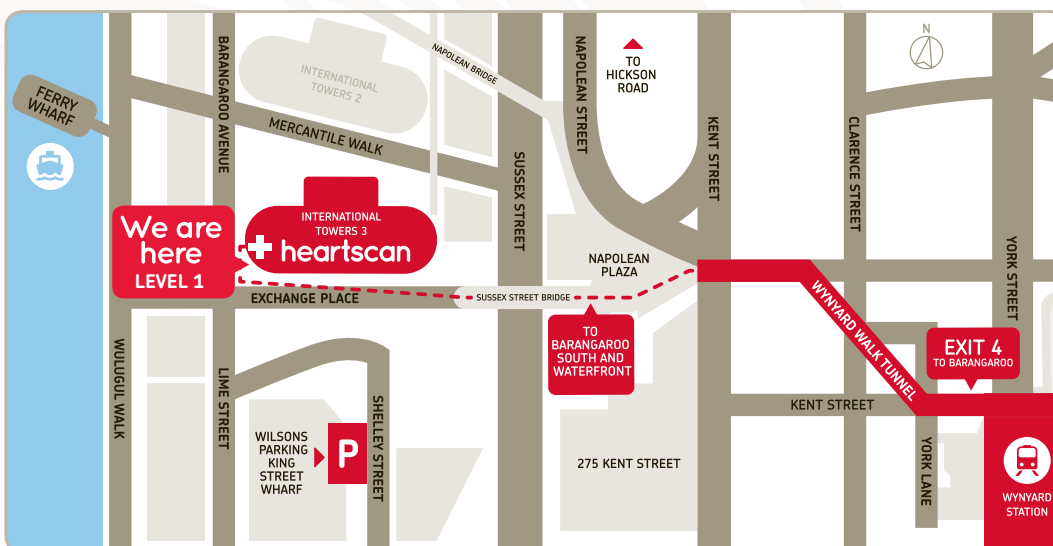 FERRY
WHARF
BARANGAROO AVENUE
INTERNATIONAL
TOWERS 2
NAPOLEAN BRIDGE
MERCANTILE WALK
SUSSEX STREET
NAPOLEAN STREET
TO
HICKSON
ROAD
KENT STREET
CLARENCE STREET
N
YORK STREET
We are
here
LEVEL 1
INTERNATIONAL
TOWERS 3
heartscan
NAPOLEAN
PLAZA
EXCHANGE PLACE
SUSSEX STREET BRIDGE
TO
BARANGAROO
SOUTH AND
WATERFRONT
WYNYARD WALK TUNNEL
EXIT 4
TO BARANGAROO
KENT STREET
WULUGUL WALK
LIME STREET
SHELLEY STREET
WILSONS
PARKING
KING
STREET
WHARF
P
275 KENT STREET
YORK LANE
WYNYARD
STATION